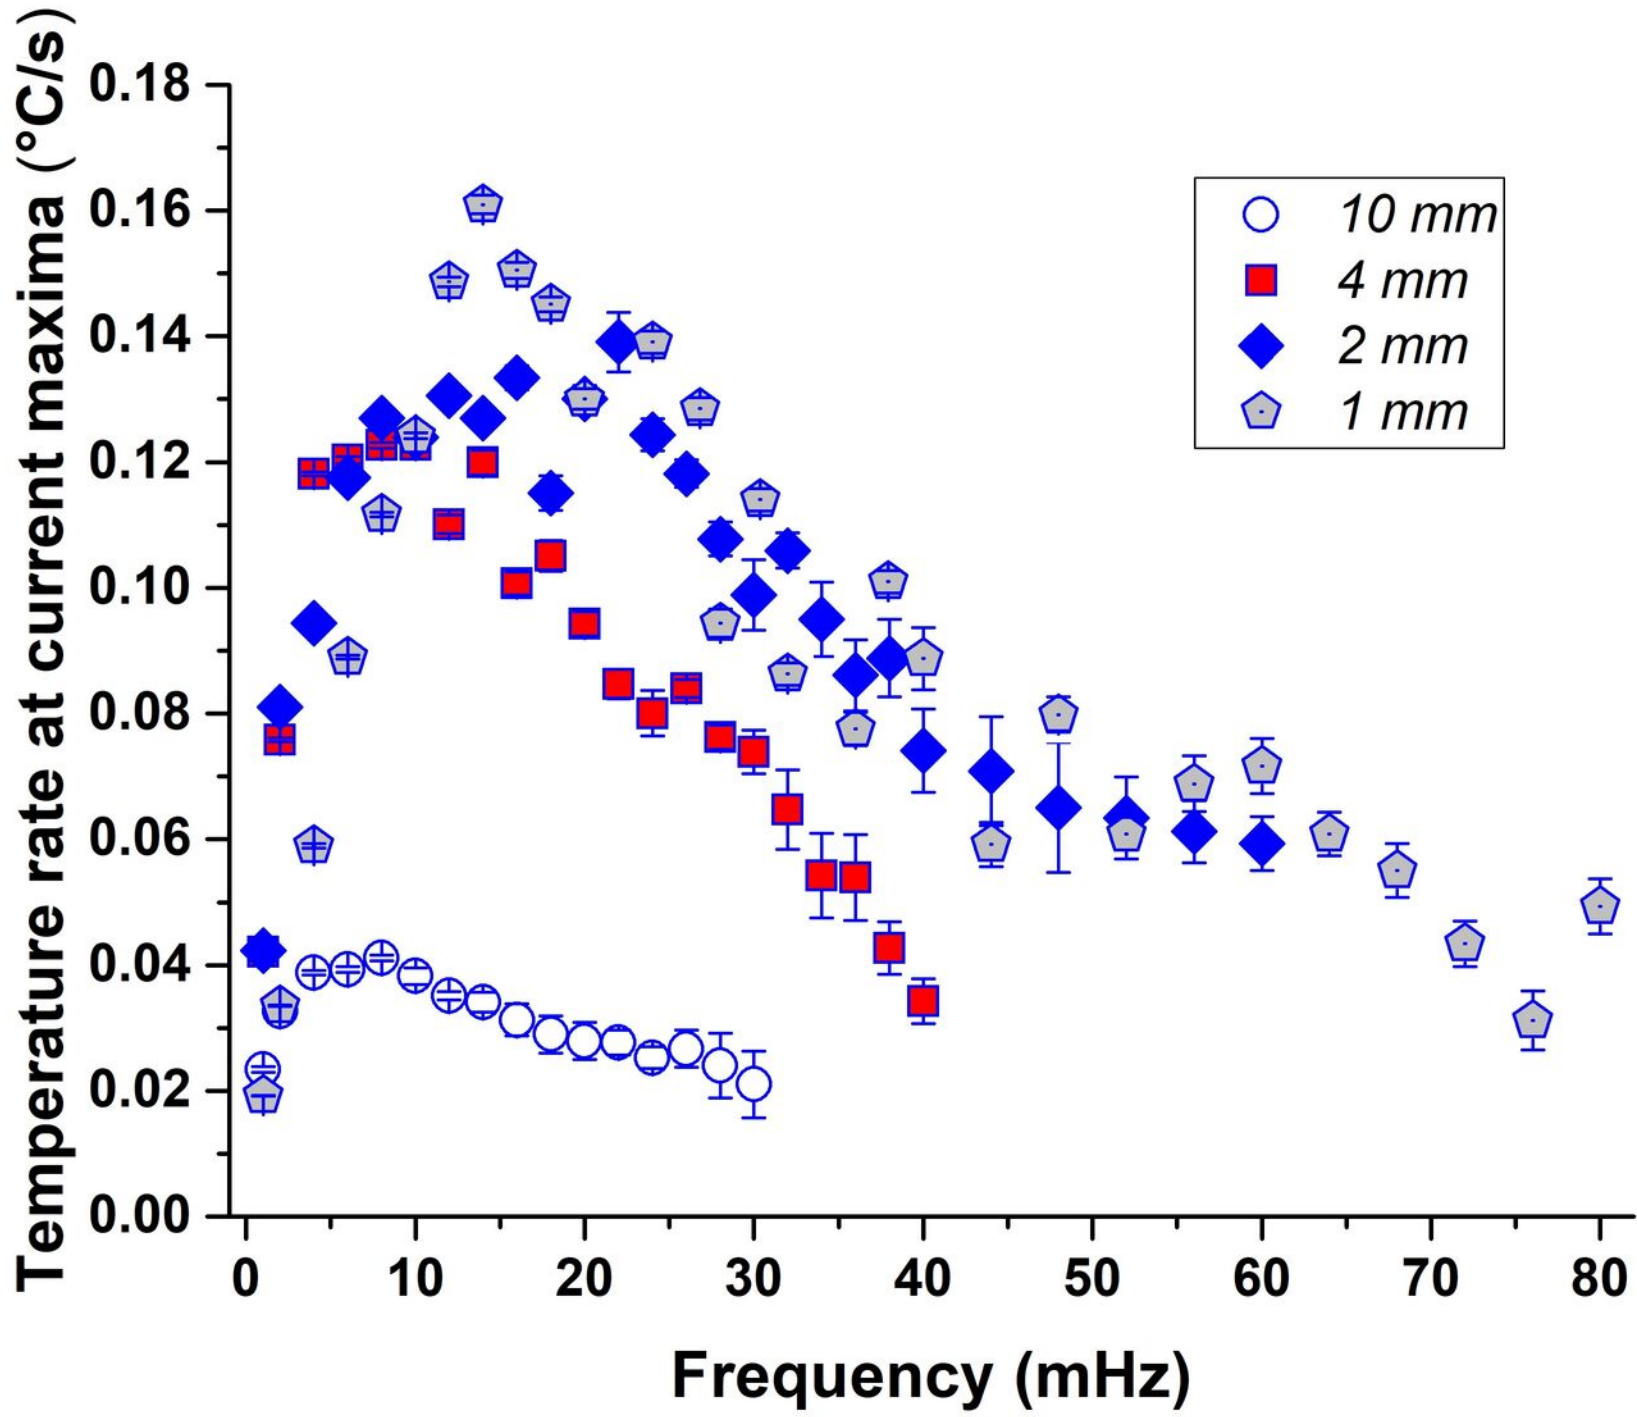 Temperature rate at current maxima (°C/s)
0.18
0.16
0.14
0.12
0.10
0.08
0.06
0.04
0.02
0.00
10 mm
4 mm
2 mm
1 mm
0 10 20 30 40 50 60 70 80
Frequency (mHz)